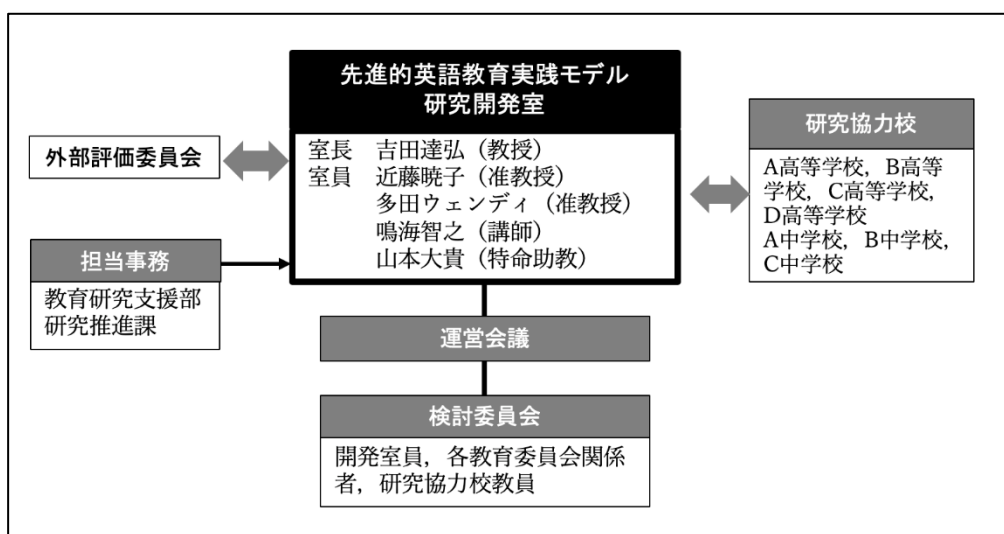 先進的英語教育実践モデル
研究開発室
室長 吉田達弘（教授）
室員 近藤暁子（准教授）
多田ウェンディ（准教授）
鳴海智之（講師）
山本大貴（特命助教）
外部評価委員会
担当事務
教育研究支援部
研究推進課
研究協力校
A高等学校，B高等
学校，C高等学校，
D高等学校
A中学校，B中学校，
C中学校
運営会議
検討委員会
開発室員，各教育委員会関係
者，研究協力校教員